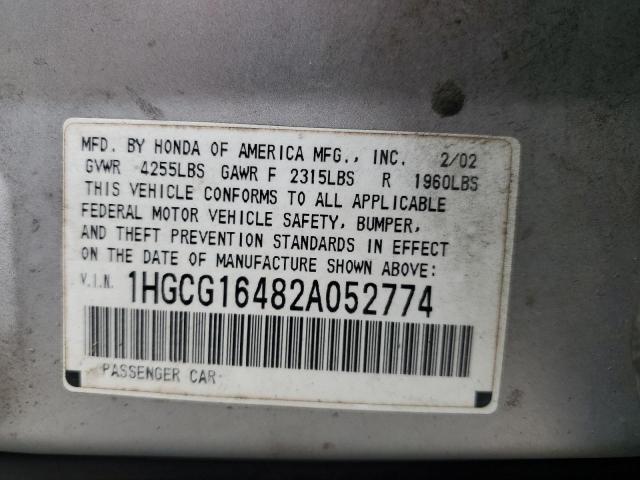 MFD. BY HONDA OF AMERICA MFG., INC. 2/02
GVWR 4255LBS GAWR F 2315LBS R 1960LBS
THIS VEHICLE CONFORMS TO ALL APPLICABLE
FEDERAL MOTOR VEHICLE SAFETY, BUMPER,
AND THEFT PREVENTION STANDARDS IN EFFECT
ON THE DATE OF MANUFACTURE SHOWN ABOVE:
V.I.N. 1HGCG16482A052774
PASSENGER CAR